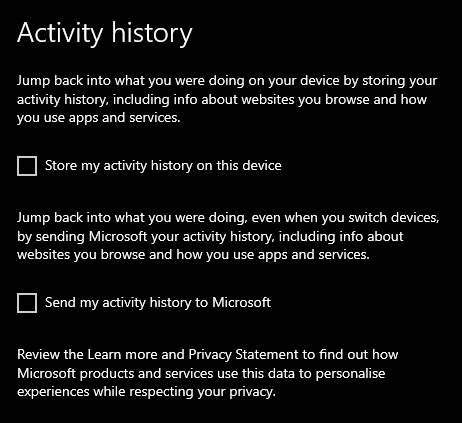 Activity history
Jump back into what you were doing on your device by storing your
activity history, including info about websites you browse and how
you use apps and services.
Store my activity history on this device
Jump back into what you were doing, even when you switch devices,
by sending Microsoft your activity history, including info about
websites you browse and how you use apps and services.
Send my activity history to Microsoft
Review the Learn more and Privacy Statement to find out how
Microsoft products and services use this data to personalise
experiences while respecting your privacy.